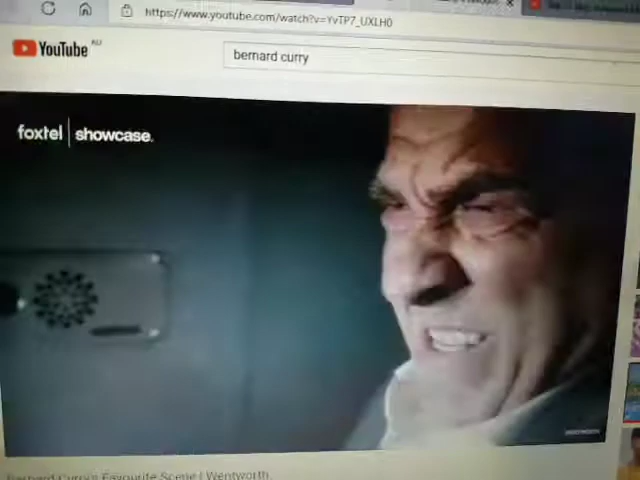 https://www.youtube.com/watch?v=YvTP7_UXLH0
YouTube AU
bernard curry
foxtel | showcase.
Bernard Curry's Favourite Scene | Wentworth